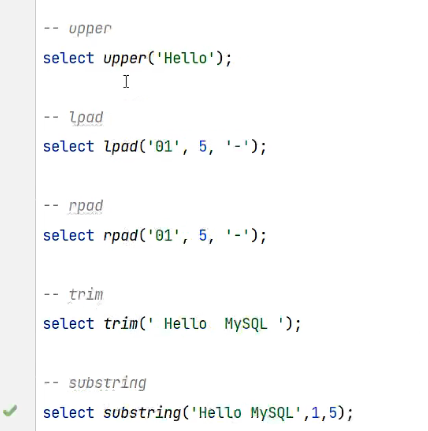 -- upper
select upper('Hello');
-- lpad
select lpad('01', 5, '-');
-- rpad
select rpad('01', 5, '-');
-- trim
select trim(' Hello  MySQL ');
-- substring
select substring('Hello MySQL',1,5);